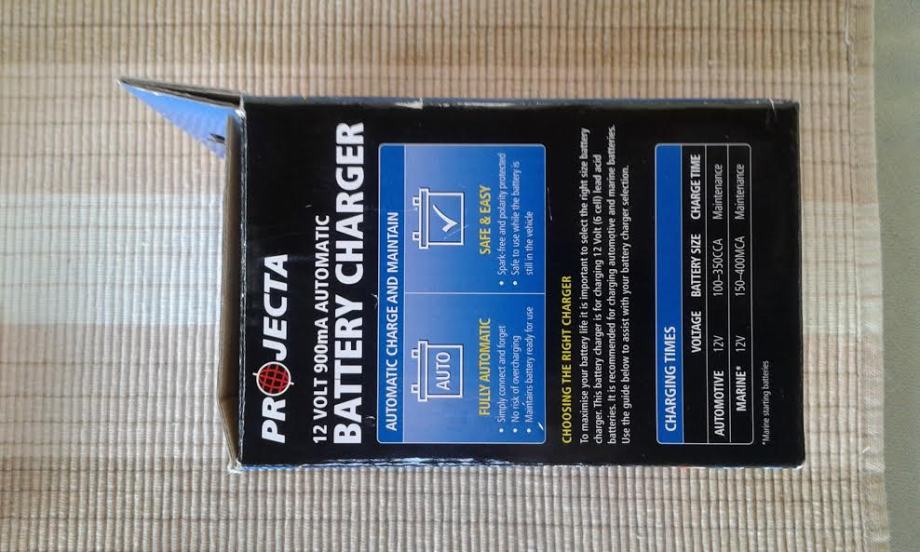 PROJECTA
12 VOLT 900mA AUTOMATIC
BATTERY CHARGER
AUTOMATIC CHARGE AND MAINTAIN
AUTO
FULLY AUTOMATIC
• Simply connect and forget
• No risk of overcharging
• Maintains battery ready for use
SAFE & EASY
• Spark-free and polarity protected
• Safe to use while the battery is
still in the vehicle
CHOOSING THE RIGHT CHARGER
To maximise your battery life it is important to select the right size battery
charger. This battery charger is for charging 12 Volt (6 cell) lead acid
batteries. It is recommended for charging automotive and marine batteries.
Use the guide below to assist with your battery charger selection.
CHARGING TIMES
VOLTAGE BATTERY SIZE CHARGE TIME
AUTOMOTIVE 12V 100–350CCA Maintenance
MARINE* 12V 150–400MCA Maintenance
*Marine starting batteries